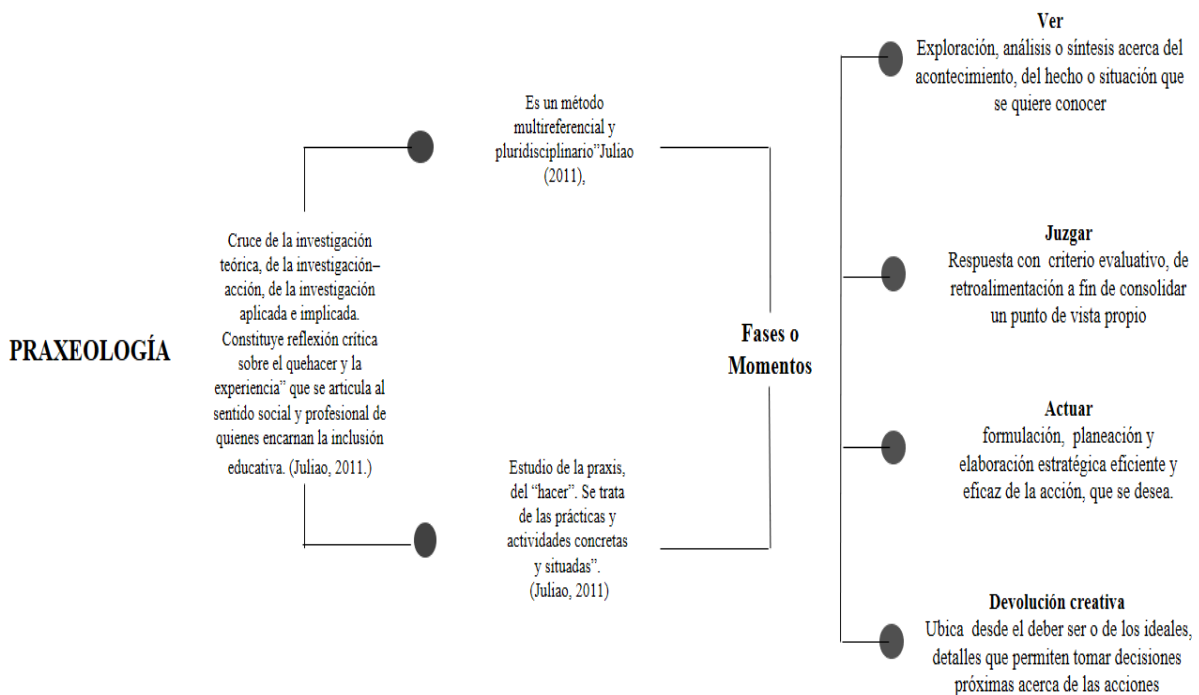 PRAXEOLOGÍA
Cruce de la investigación
teórica, de la investigación–
acción, de la investigación
aplicada e implicada.
Constituye reflexión crítica
sobre el quehacer y la
experiencia” que se articula al
sentido social y profesional de
quienes encarnan la inclusión
educativa. (Juliao, 2011.)
Es un método
multireferencial y
pluridisciplinario”Juliao
(2011),
Estudio de la praxis,
del “hacer”. Se trata
de las prácticas y
actividades concretas
y situadas”.
(Juliao, 2011)
Fases o
Momentos
Ver
Exploración, análisis o síntesis acerca del
acontecimiento, del hecho o situación que
se quiere conocer
Juzgar
Respuesta con criterio evaluativo, de
retroalimentación a fin de consolidar
un punto de vista propio
Actuar
formulación, planeación y
elaboración estratégica eficiente y
eficaz de la acción, que se desea.
Devolución creativa
Ubica desde el deber ser o de los ideales,
detalles que permiten tomar decisiones
próximas acerca de las acciones